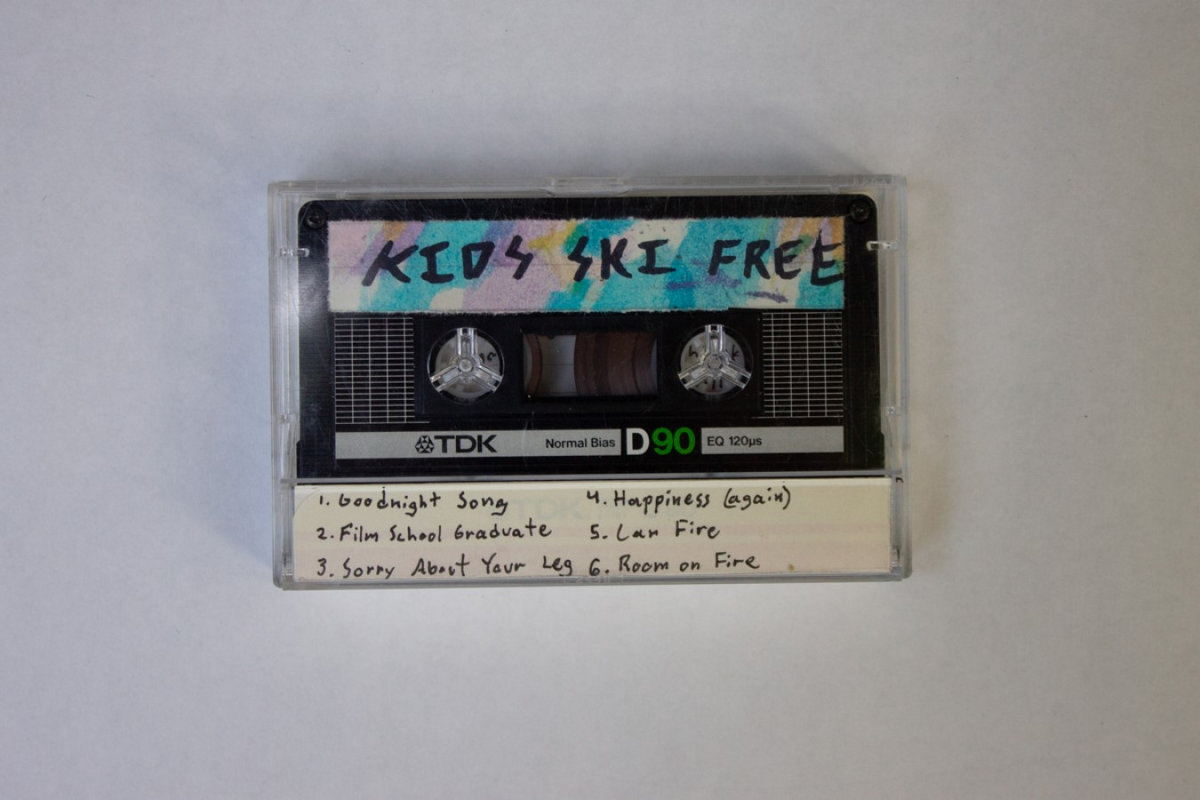 KIDS SKI FREE
TDK Normal Bias D90 EQ 120µs
1. Goodnight Song
2. Film School Graduate
3. Sorry About Your Leg
4. Happiness (again)
5. Lan Fire
6. Room on Fire